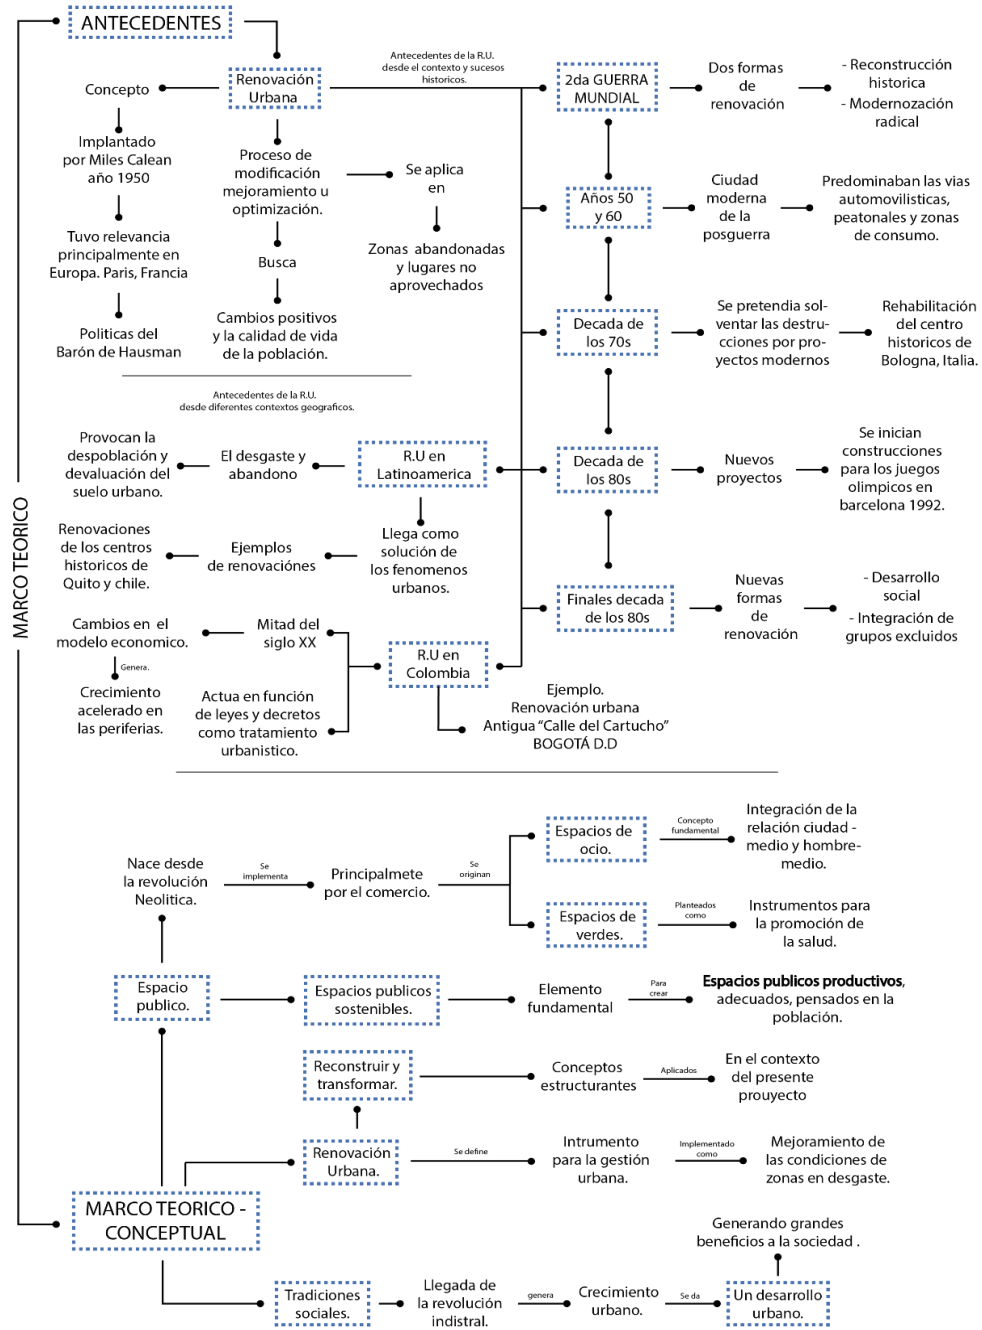 MARCO TEORICO
ANTECEDENTES
Renovación
Urbana
Concepto
Implantado
por Miles Calean
año 1950
Tuvo relevancia
principalmente en
Europa. Paris, Francia
Politicas del
Barón de Hausman
Proceso de
modificación
mejoramiento u
optimización.
Busca
Cambios positivos
y la calidad de vida
de la población.
Se aplica
en
Zonas abandonadas
y lugares no
aprovechados
Antecedentes de la R.U.
desde el contexto y sucesos
historicos.
2da GUERRA
MUNDIAL
Dos formas
de
renovación
- Reconstrucción
historica
- Modernozación
radical
Años 50
y 60
Ciudad
moderna
de la
posguerra
Predominaban las vias
automovilisticas,
peatonales y zonas
de consumo.
Decada de
los 70s
Se pretendia sol-
ventar las destru-
cciones por pro-
yectos modernos
Rehabilitación
del centro
historicos de
Bologna, Italia.
Decada de
los 80s
Nuevos
proyectos
Se inician
construcciones
para los juegos
olimpicos en
barcelona 1992.
Finales decada
de los 80s
Nuevas
formas
de
renovación
- Desarrollo
social
- Integración de
grupos excluidos
Antecedentes de la R.U.
desde diferentes contextos geograficos.
R.U en
Latinoamerica
El desgaste y
abandono
Provocan la
despoblación y
devaluación del
suelo urbano.
Llega como
solución de
los fenomenos
urbanos.
Ejemplos
de renovaciónes
Renovaciones
de los centros
historicos de
Quito y chile.
R.U en
Colombia
Mitad del
siglo XX
Cambios en el
modelo economico.
Genera.
Crecimiento
acelerado en
las periferias.
Actua en función
de leyes y decretos
como tratamiento
urbanistico.
Ejemplo.
Renovación urbana
Antigua "Calle del Cartucho"
BOGOTÁ D.D
Nace desde
la revolución
Neolitica.
Se
implementa
Principalmete
por el comercio.
Se
originan
Espacios de
ocio.
Concepto
fundamental
Integración de la
relación ciudad -
medio y hombre-
medio.
Espacios de
verdes.
Planteados
como
Instrumentos para
la promoción de
la salud.
Espacio
publico.
Espacios publicos
sostenibles.
Elemento
fundamental
Para
crear
Espacios publicos productivos,
adecuados, pensados en la
población.
Reconstruir y
transformar.
Conceptos
estructurantes
Aplicados
En el contexto
del presente
prouyecto
Renovación
Urbana.
Se define
Intrumento
para la gestión
urbana.
Implementado
como
Mejoramiento de
las condiciones de
zonas en desgaste.
MARCO TEORICO -
CONCEPTUAL
Tradiciones
sociales.
Llegada de
la revolución
indistral.
genera
Crecimiento
urbano.
Se da
Un desarrollo
urbano.
Generando grandes
beneficios a la sociedad .